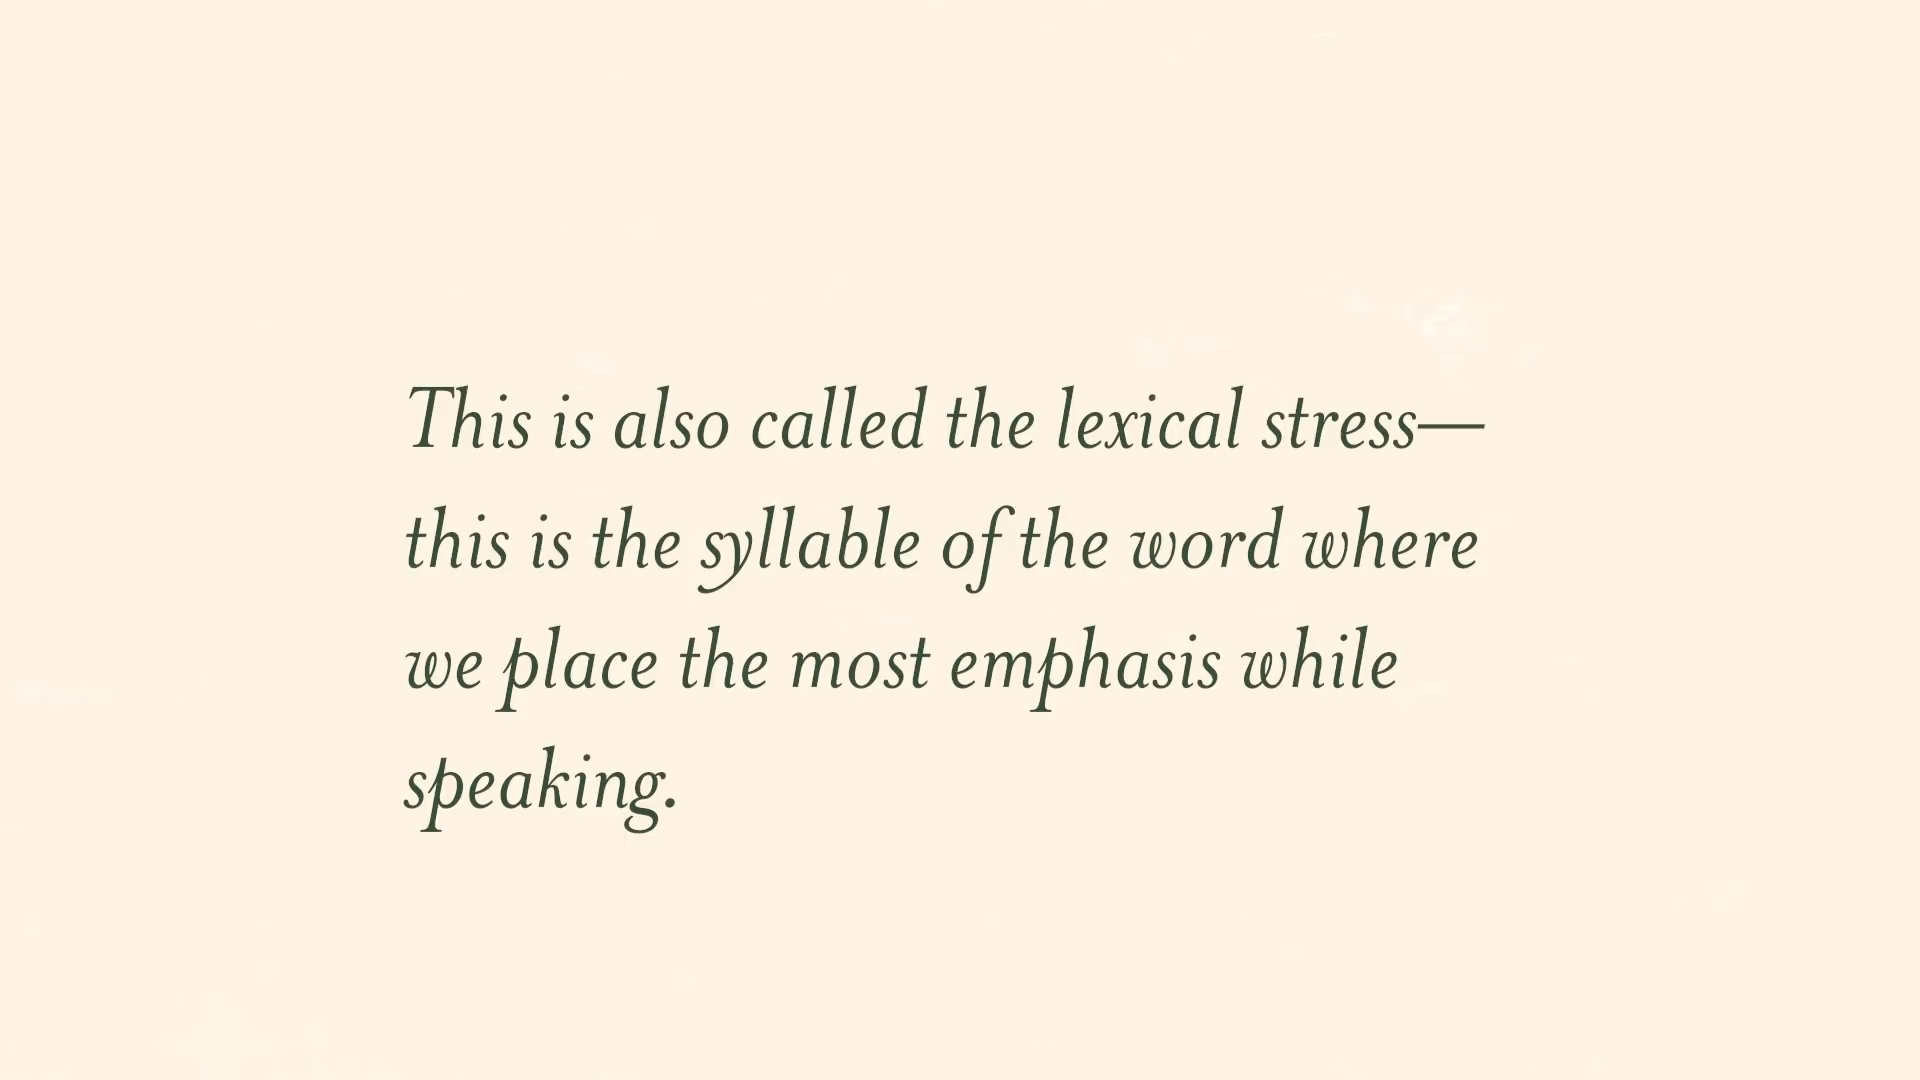 This is also called the lexical stress—
this is the syllable of the word where
we place the most emphasis while
speaking.